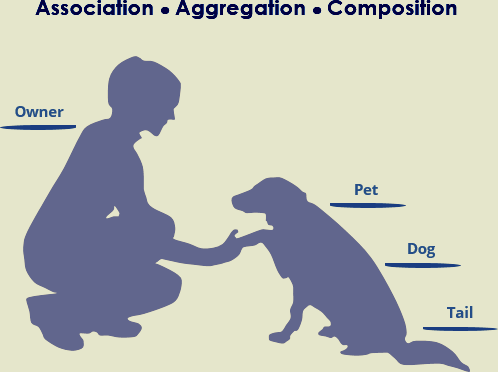 Association • Aggregation • Composition
Owner
Pet
Dog
Tail